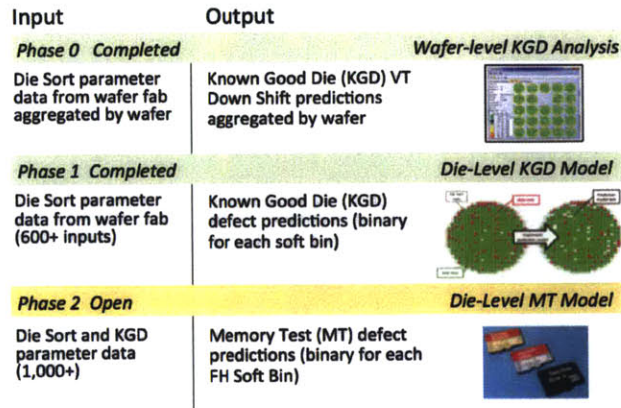 Input
Output
Phase 0 Completed
Wafer-level KGD Analysis
Die Sort parameter
data from wafer fab
aggregated by wafer
Known Good Die (KGD) VT
Down Shift predictions
aggregated by wafer
Phase 1 Completed
Die-Level KGD Model
Die Sort parameter
data from wafer fab
(600+ inputs)
Known Good Die (KGD)
defect predictions (binary
for each soft bin)
Phase 2 Open
Die-Level MT Model
Die Sort and KGD
parameter data
(1,000+)
Memory Test (MT) defect
predictions (binary for each
FH Soft Bin)